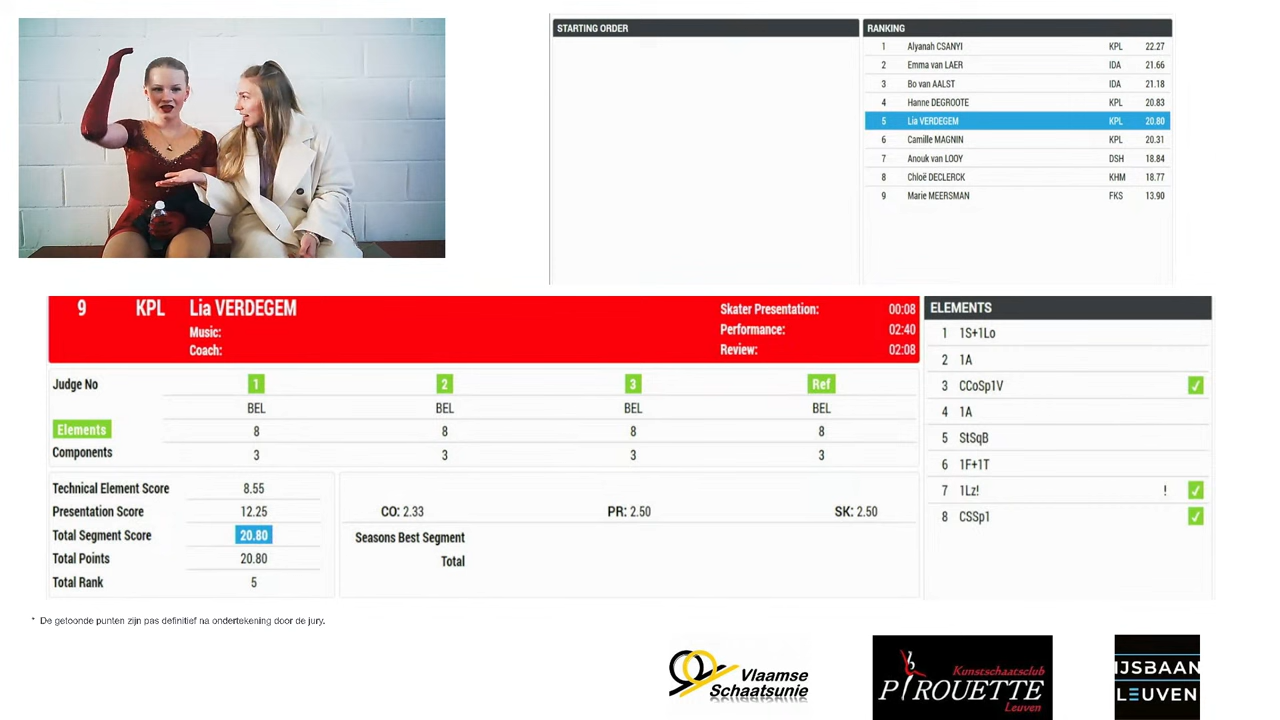 STARTING ORDER
RANKING
1 Alyanah CSANYI KPL 22.27
2 Emma van LAER IDA 21.66
3 Bo van AALST IDA 21.18
4 Hanne DEGROOTE KPL 20.83
5 Lia VERDEGEM KPL 20.80
6 Camille MAGNIN KPL 20.31
7 Anouk van LOOY DSH 18.84
8 Chloë DECLERCK KHM 18.77
9 Marie MEERSMAN FKS 13.90
9 KPL Lia VERDEGEM
Music:
Coach:
Skater Presentation: 00:08
Performance: 02:40
Review: 02:08
Judge No 1 2 3 Ref
BEL BEL BEL BEL
Elements 8 8 8 8
Components 3 3 3 3
Technical Element Score 8.55
Presentation Score 12.25
Total Segment Score 20.80
Total Points 20.80
Total Rank 5
CO: 2.33 PR: 2.50 SK: 2.50
Seasons Best Segment
Total
ELEMENTS
1 1S+1Lo
2 1A
3 CCoSp1V
4 1A
5 StSqB
6 1F+1T
7 1Lz! !
8 CSSp1
* De getoonde punten zijn pas definitief na ondertekening door de jury.
Vlaamse
Schaatsunie
Kunstschaatsclub
PIROUETTE
Leuven
IJSBAAN
LEUVEN